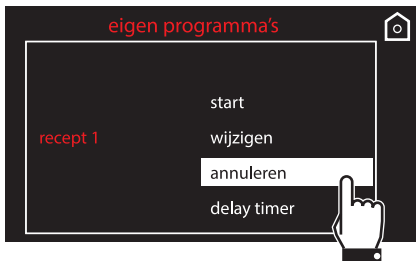 eigen programma's
start
recept 1
wijzigen
annuleren
delay timer